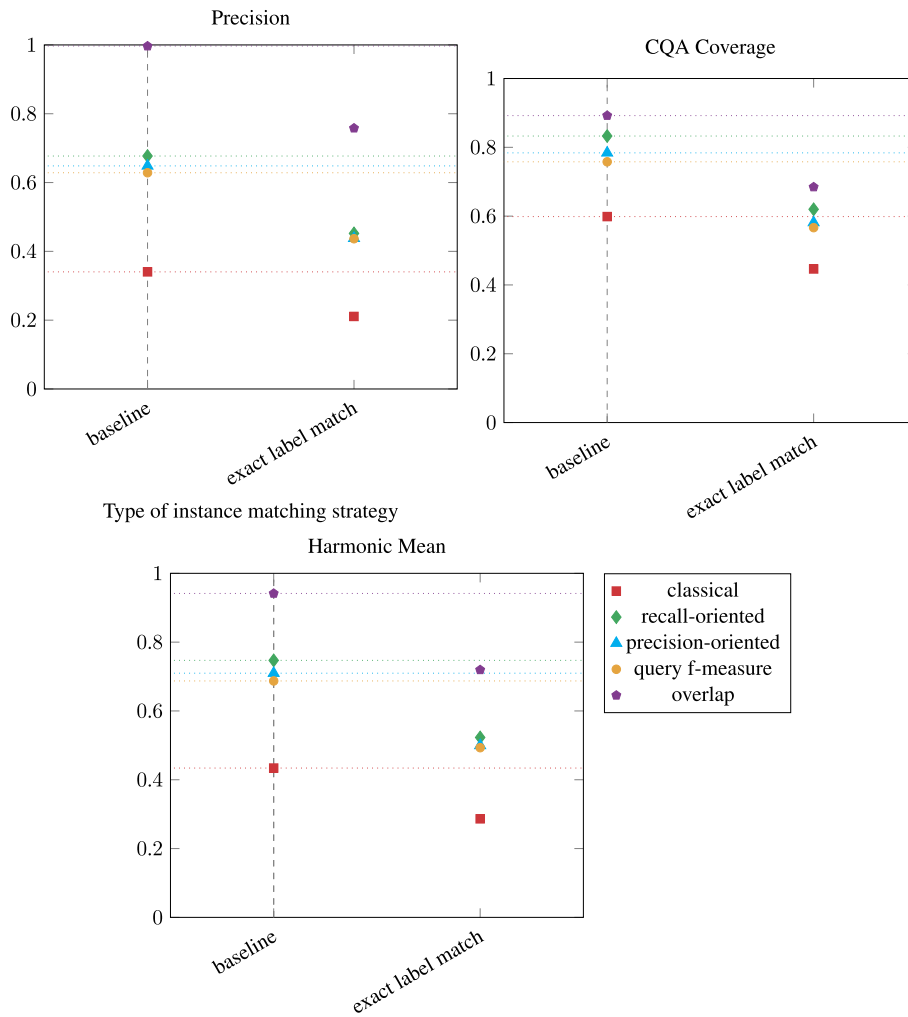 Precision
1
0.8
0.6
0.4
0.2
0
baseline
exact label match
CQA Coverage
1
0.8
0.6
0.4
0.2
0
baseline
exact label match
Type of instance matching strategy
Harmonic Mean
1
0.8
0.6
0.4
0.2
0
baseline
exact label match
classical
recall-oriented
precision-oriented
query f-measure
overlap